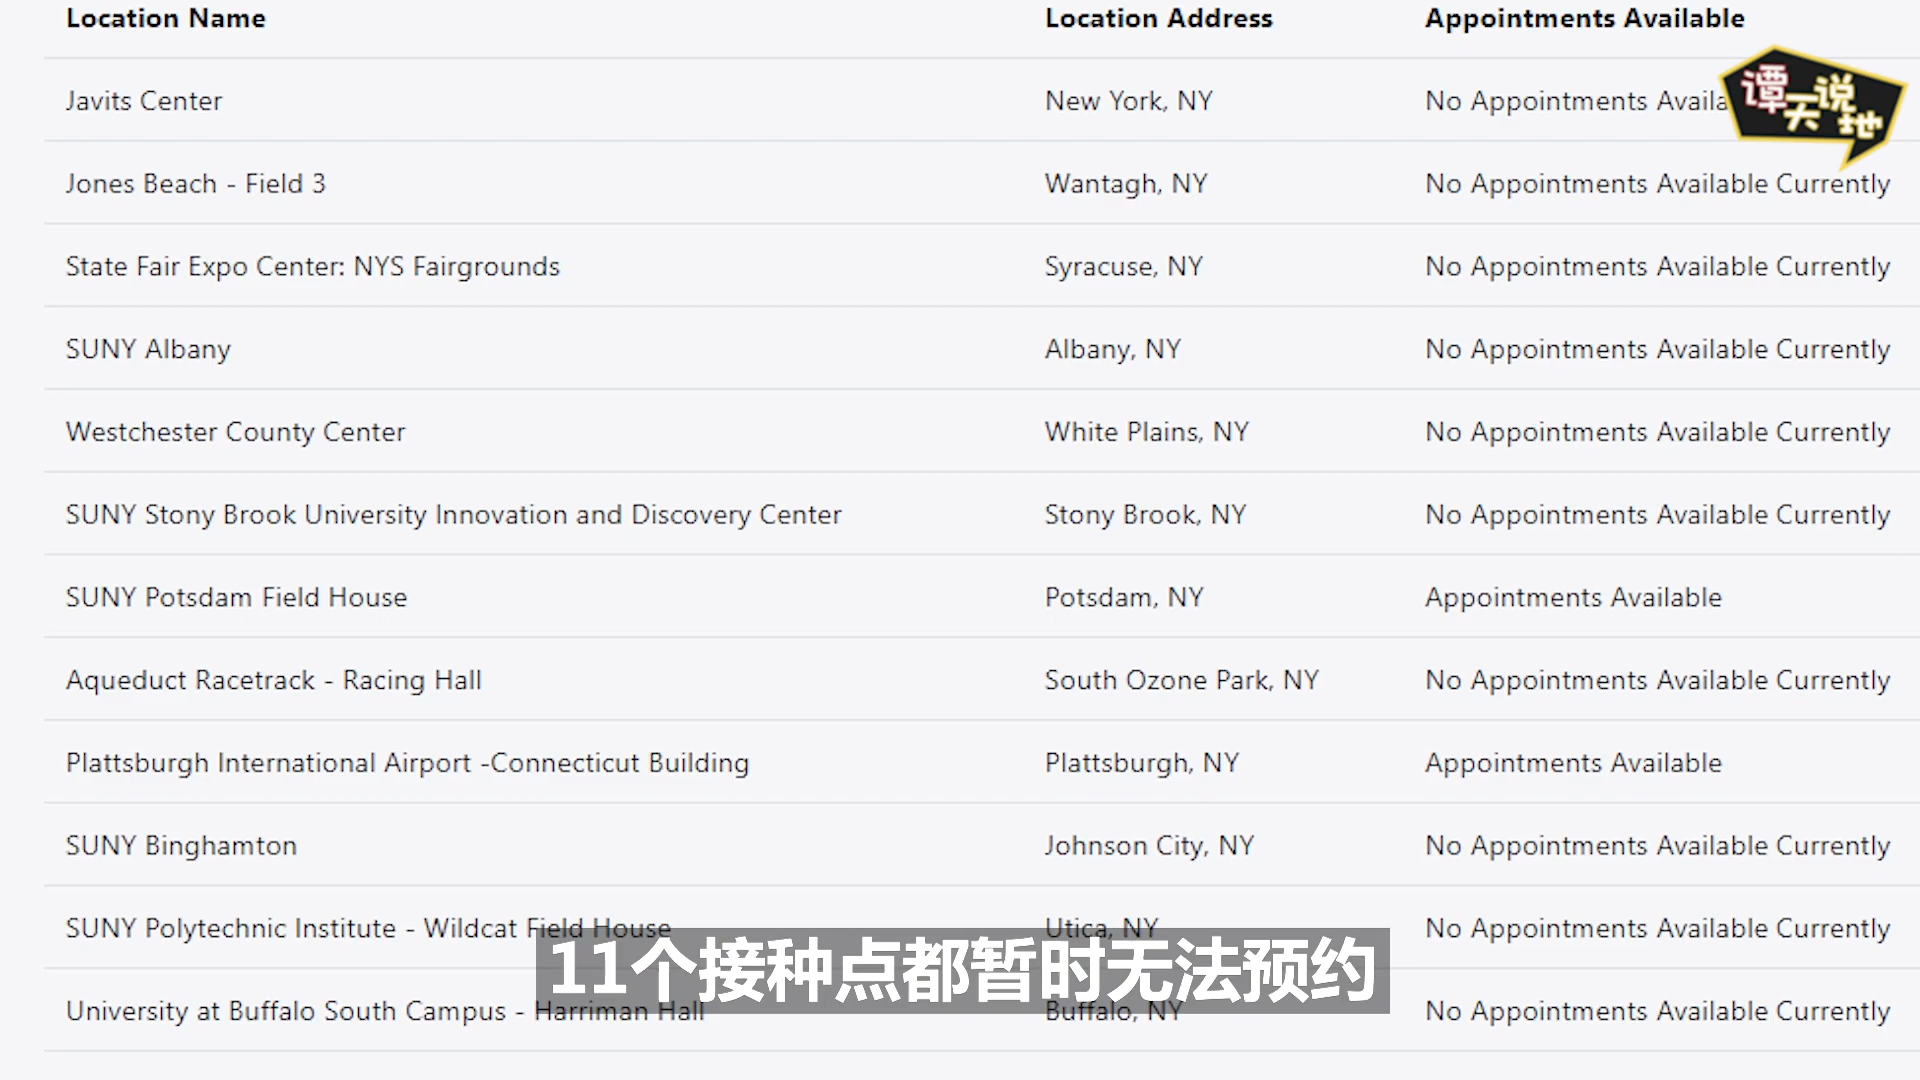 Location Name Location Address Appointments Available
Javits Center New York, NY No Appointments Availa
谭天说地
Jones Beach - Field 3 Wantagh, NY No Appointments Available Currently
State Fair Expo Center: NYS Fairgrounds Syracuse, NY No Appointments Available Currently
SUNY Albany Albany, NY No Appointments Available Currently
Westchester County Center White Plains, NY No Appointments Available Currently
SUNY Stony Brook University Innovation and Discovery Center Stony Brook, NY No Appointments Available Currently
SUNY Potsdam Field House Potsdam, NY Appointments Available
Aqueduct Racetrack - Racing Hall South Ozone Park, NY No Appointments Available Currently
Plattsburgh International Airport -Connecticut Building Plattsburgh, NY Appointments Available
SUNY Binghamton Johnson City, NY No Appointments Available Currently
SUNY Polytechnic Institute - Wildcat Field House Utica, NY No Appointments Available Currently
11个接种点都暂时无法预约
University at Buffalo South Campus - Harriman Hall Buffalo, NY No Appointments Available Currently